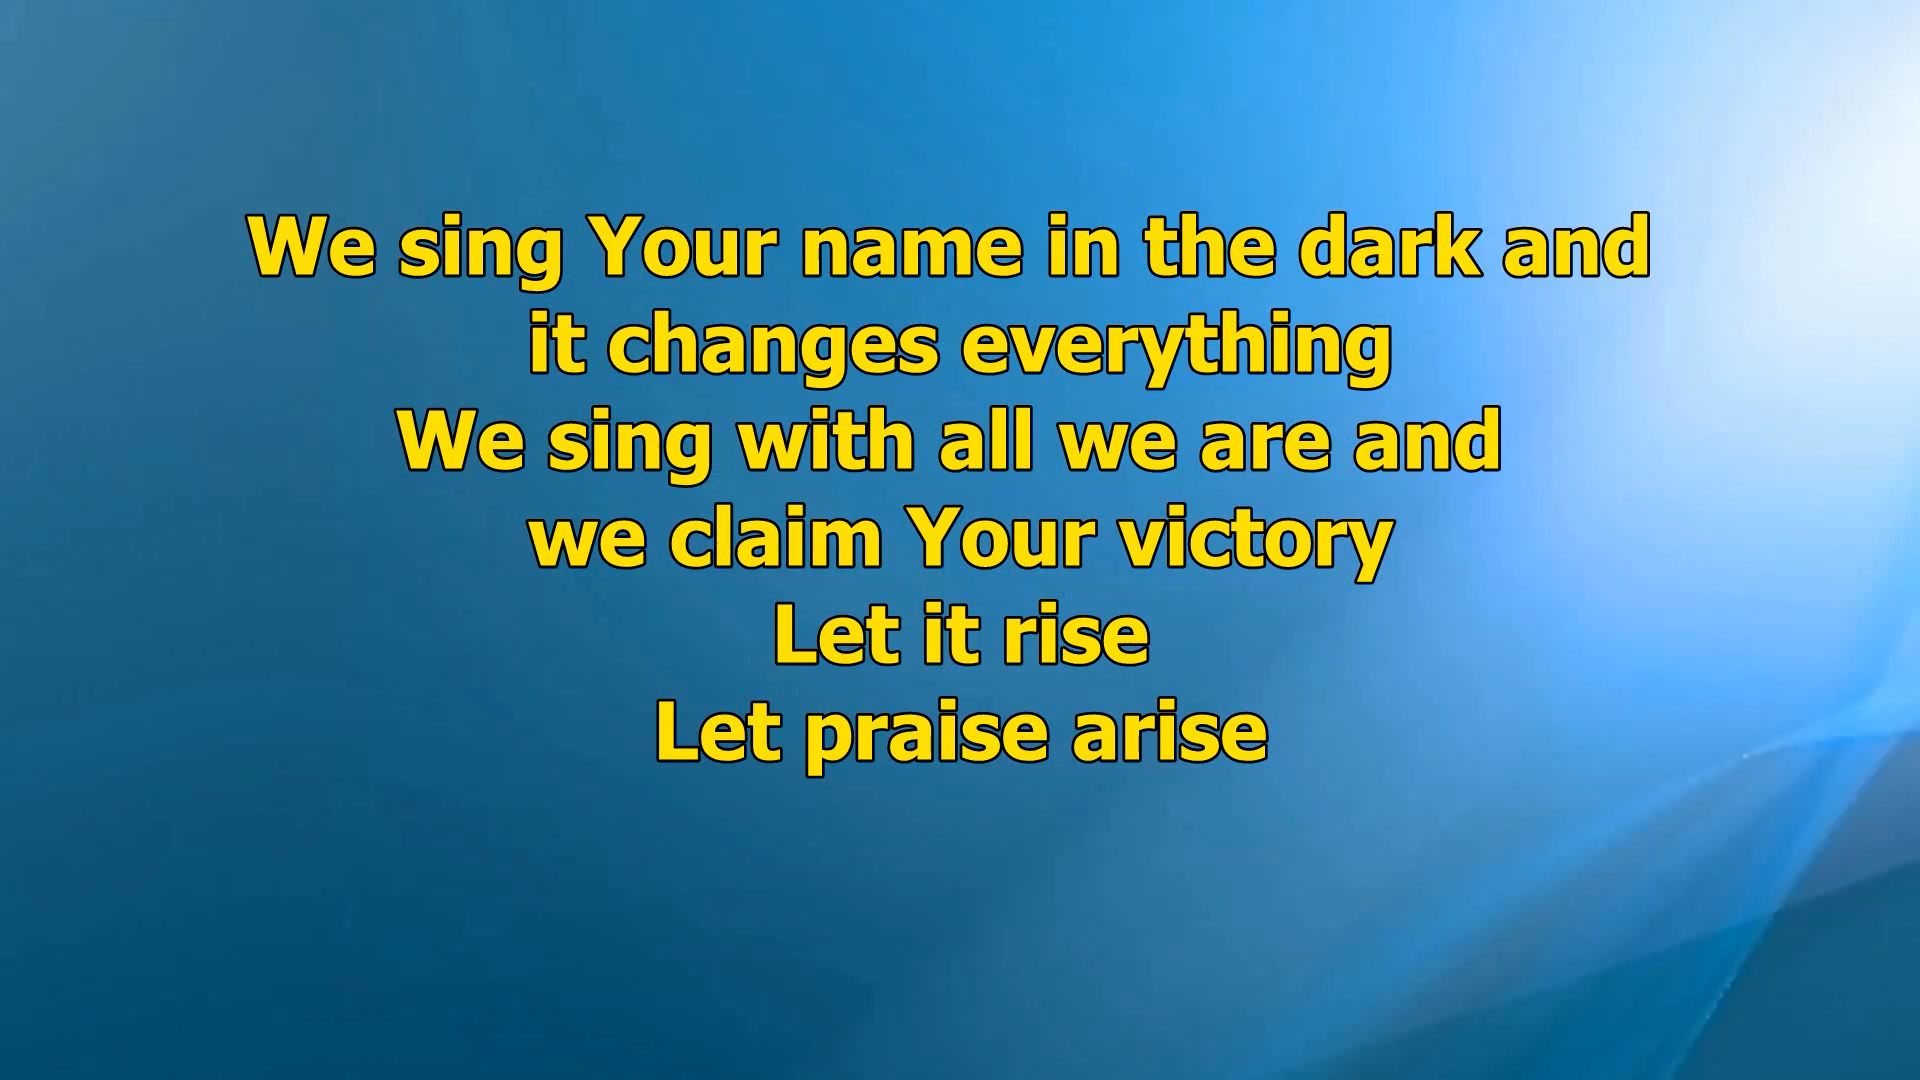 We sing Your name in the dark and
it changes everything
We sing with all we are and
we claim Your victory
Let it rise
Let praise arise